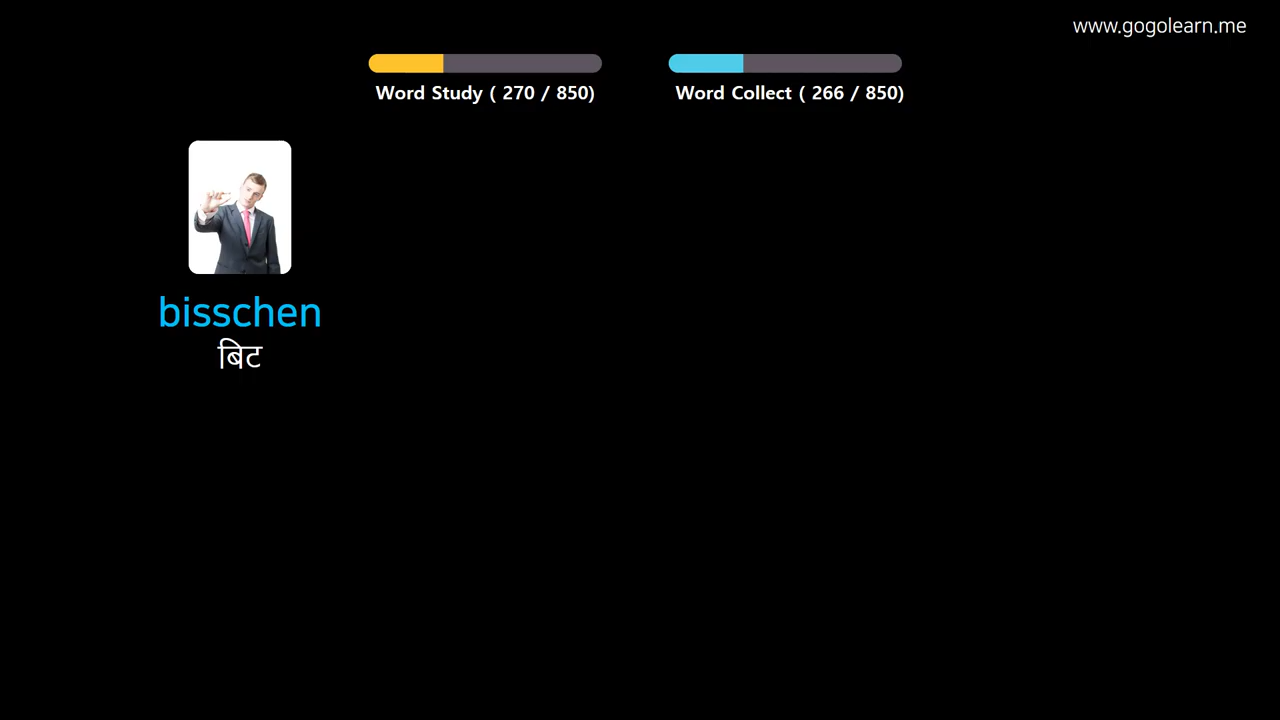 www.gogolearn.me
Word Study ( 270 / 850)
Word Collect ( 266 / 850)
bisschen
बिट